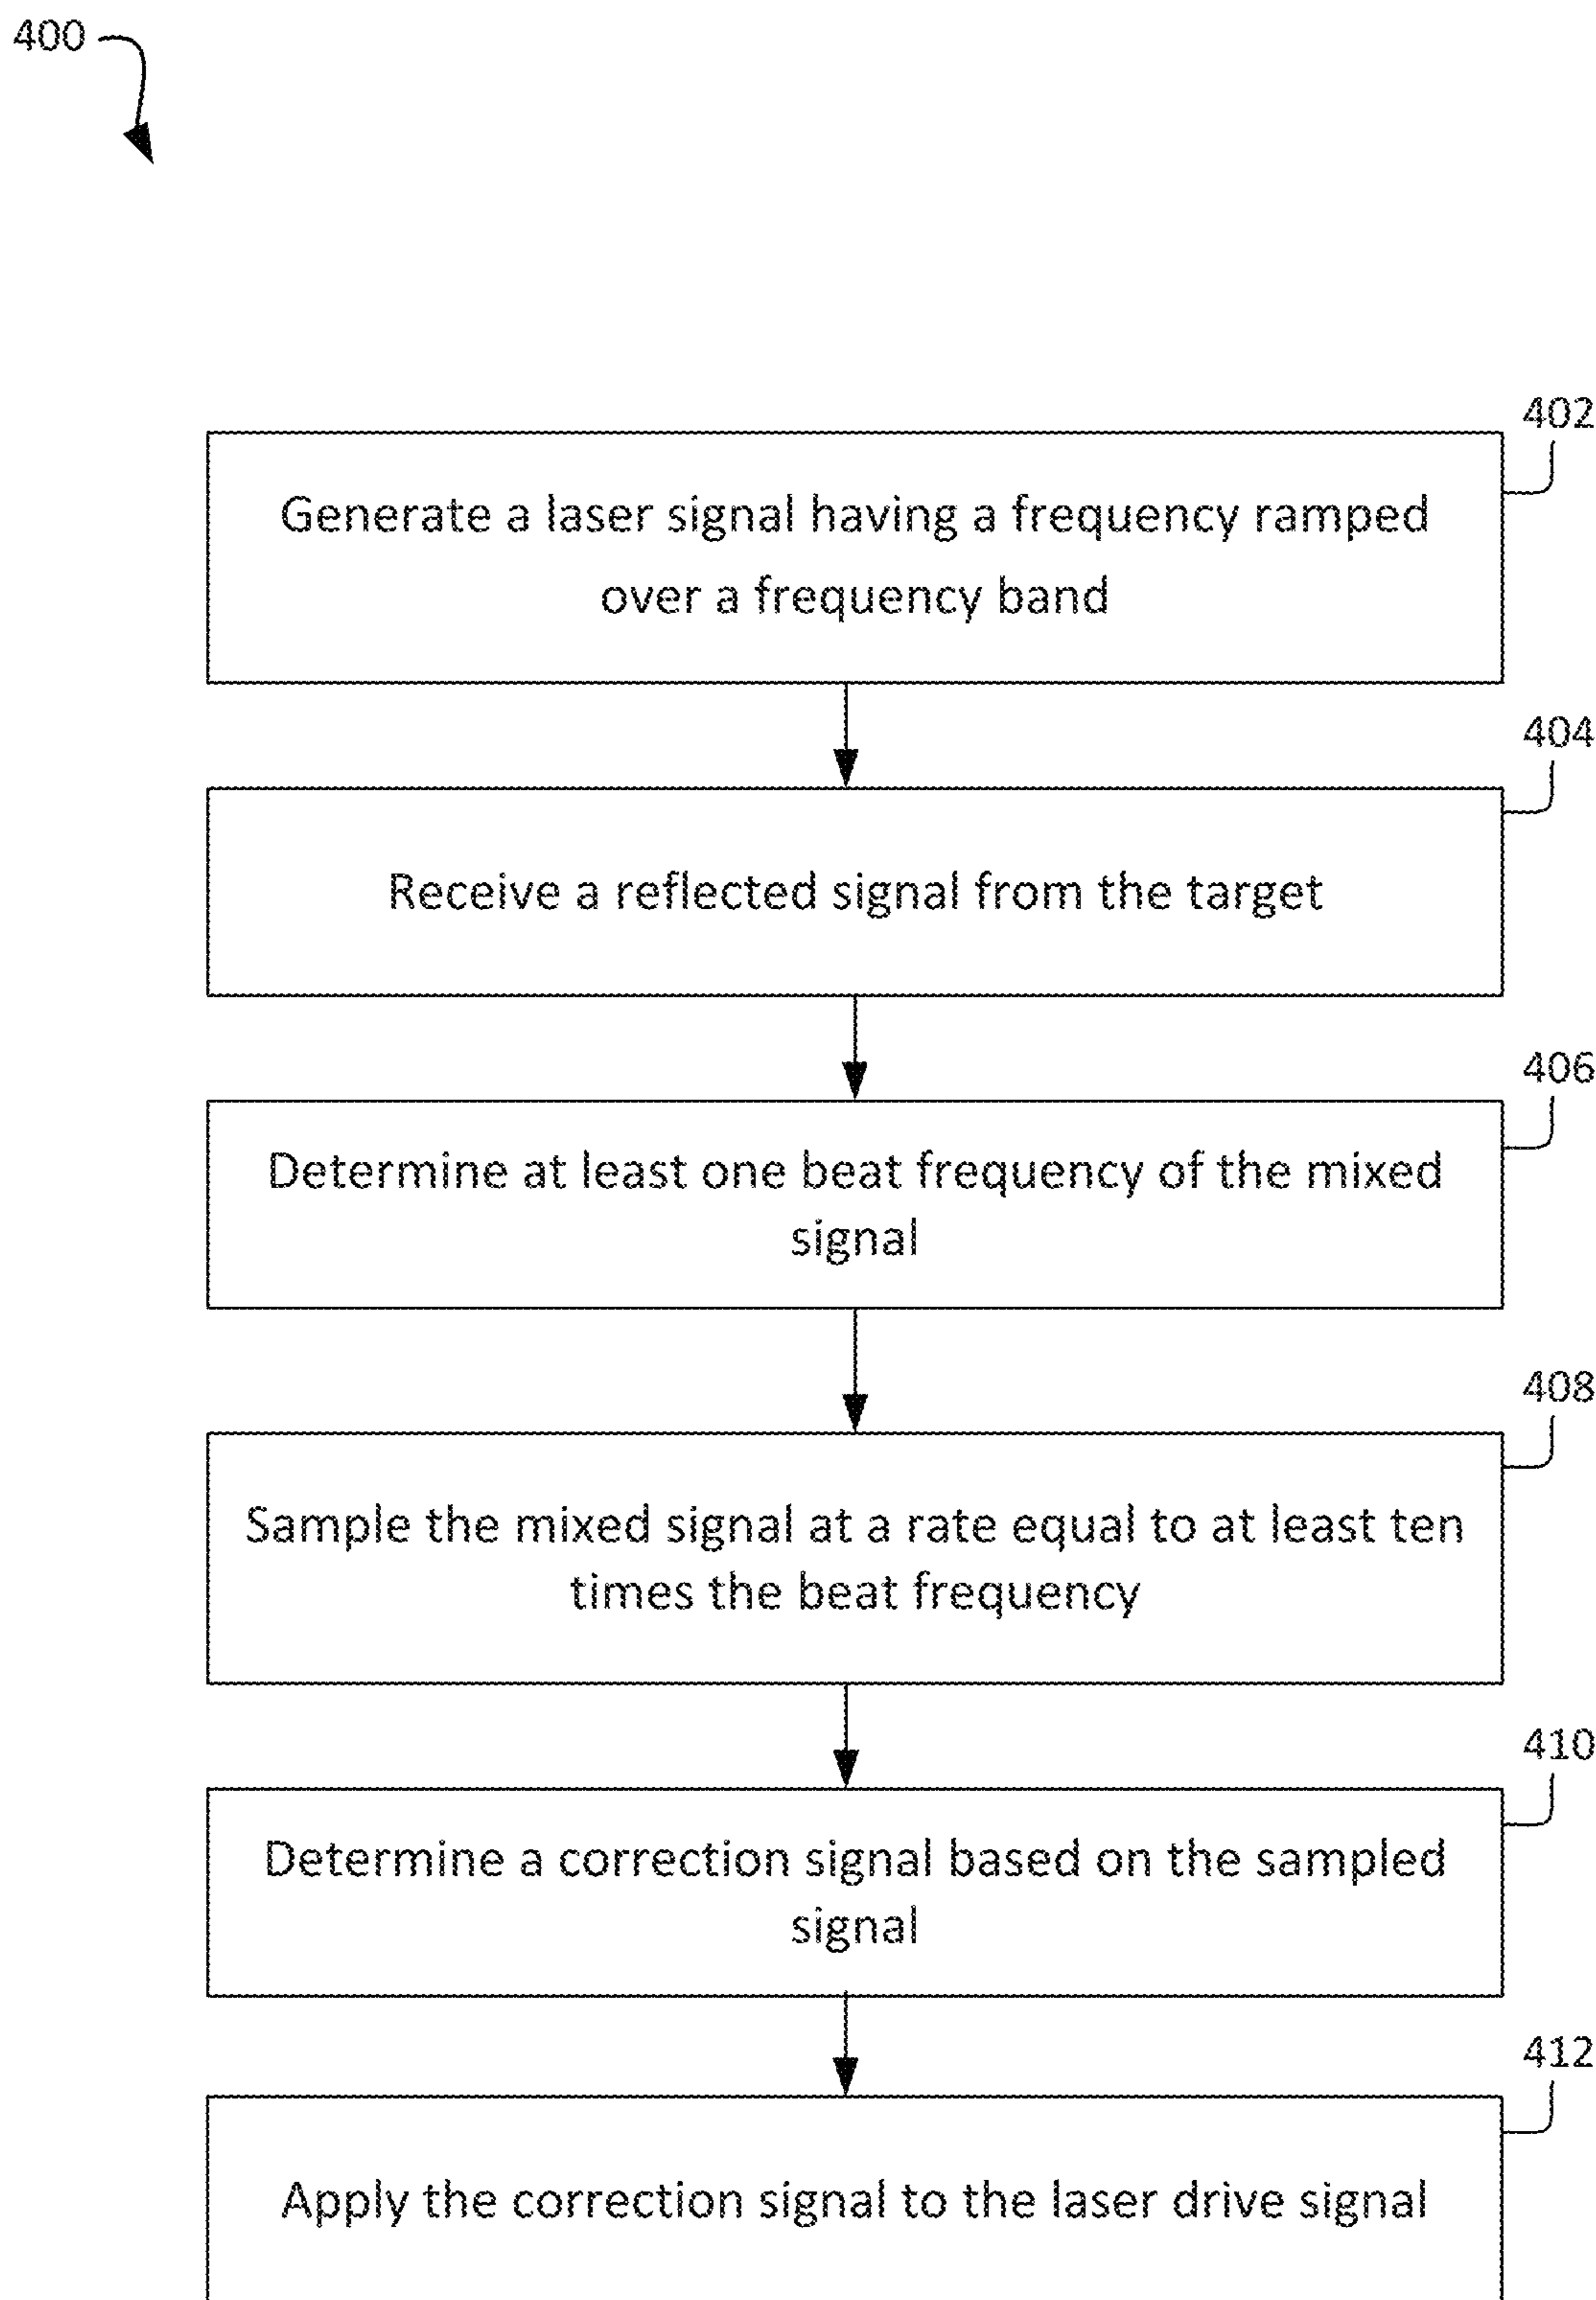 400
402
Generate a laser signal having a frequency ramped
over a frequency band
404
Receive a reflected signal from the target
406
Determine at least one beat frequency of the mixed
signal
408
Sample the mixed signal at a rate equal to at least ten
times the beat frequency
410
Determine a correction signal based on the sampled
signal
412
Apply the correction signal to the laser drive signal